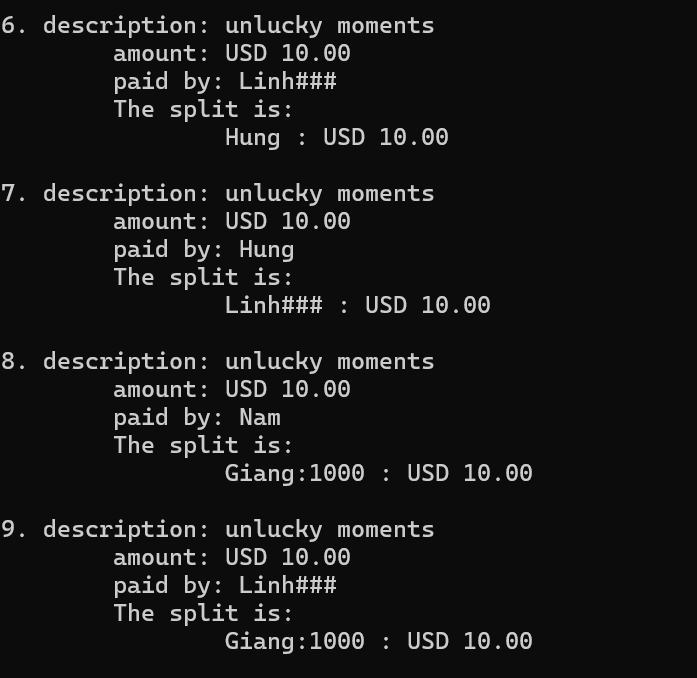 6. description: unlucky moments
amount: USD 10.00
paid by: Linh###
The split is:
Hung : USD 10.00
7. description: unlucky moments
amount: USD 10.00
paid by: Hung
The split is:
Linh### : USD 10.00
8. description: unlucky moments
amount: USD 10.00
paid by: Nam
The split is:
Giang:1000 : USD 10.00
9. description: unlucky moments
amount: USD 10.00
paid by: Linh###
The split is:
Giang:1000 : USD 10.00